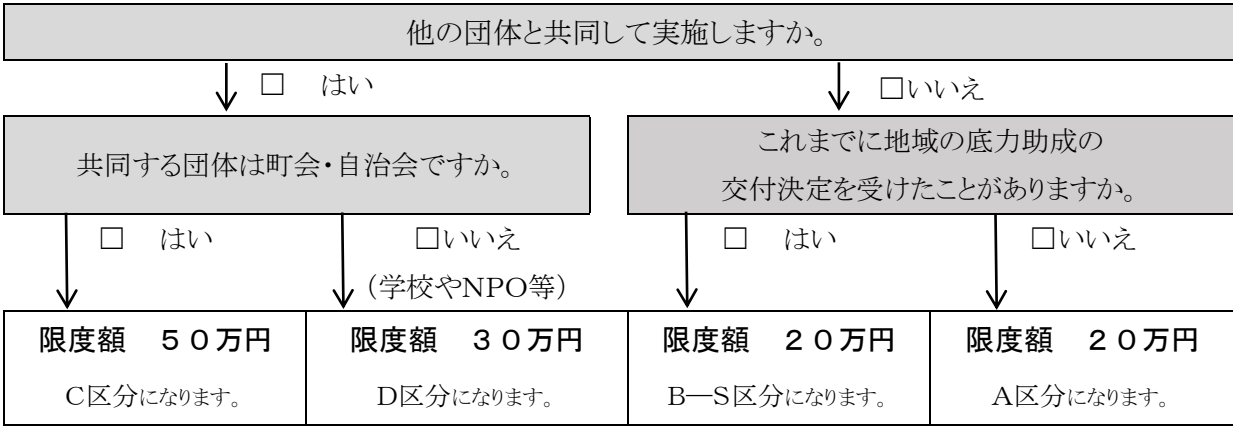 他の団体と共同して実施しますか。
□　はい
□いいえ
共同する団体は町会・自治会ですか。
これまでに地域の底力助成の
交付決定を受けたことがありますか。
□　はい
□いいえ
（学校やNPO等）
□　はい
□いいえ
限度額　５０万円
C区分になります。
限度額　３０万円
D区分になります。
限度額　２０万円
B―S区分になります。
限度額　２０万円
A区分になります。